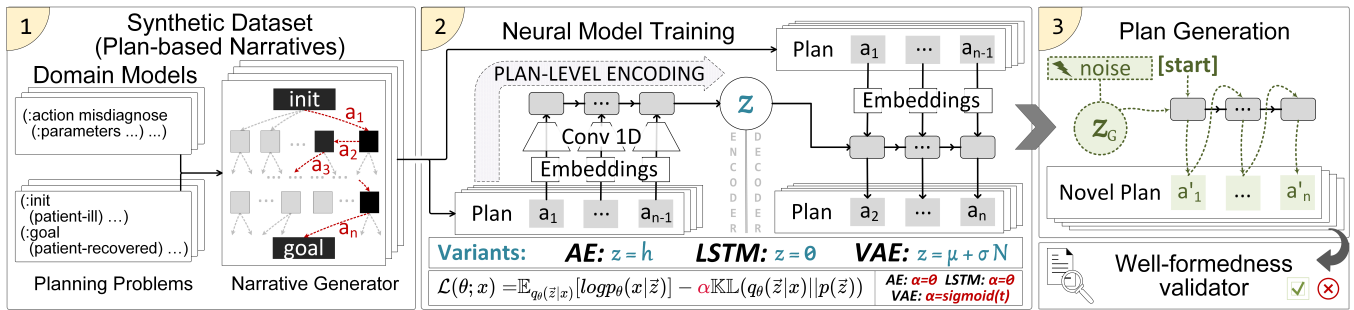 1
Synthetic Dataset
(Plan-based Narratives)
Domain Models
(:action misdiagnose
(:parameters ...) ...)
(:init
(patient-ill) ...)
(:goal
(patient-recovered) ...)
Planning Problems
init
a1
...
a2
a3
... ... ... ...
...
an
goal
Narrative Generator
2
Neural Model Training
PLAN-LEVEL ENCODING
...
Conv 1D
Embeddings
Plan a1 ... an-1
z
ENCODER
DECODER
Plan a1 ... an-1
Embeddings
...
Plan a2 ... an
Variants: AE: z = h LSTM: z = 0 VAE: z = μ + σ N
ℒ(θ; x) =𝔼qθ(z⃗|x)[logpθ(x|z⃗)] − α𝕂𝕃(qθ(z⃗|x)||p(z⃗))
AE: α=0 LSTM: α=0
VAE: α=sigmoid(t)
3
Plan Generation
noise
[start]
zG
...
Novel Plan a'1 ... a'n
Well-formedness
validator